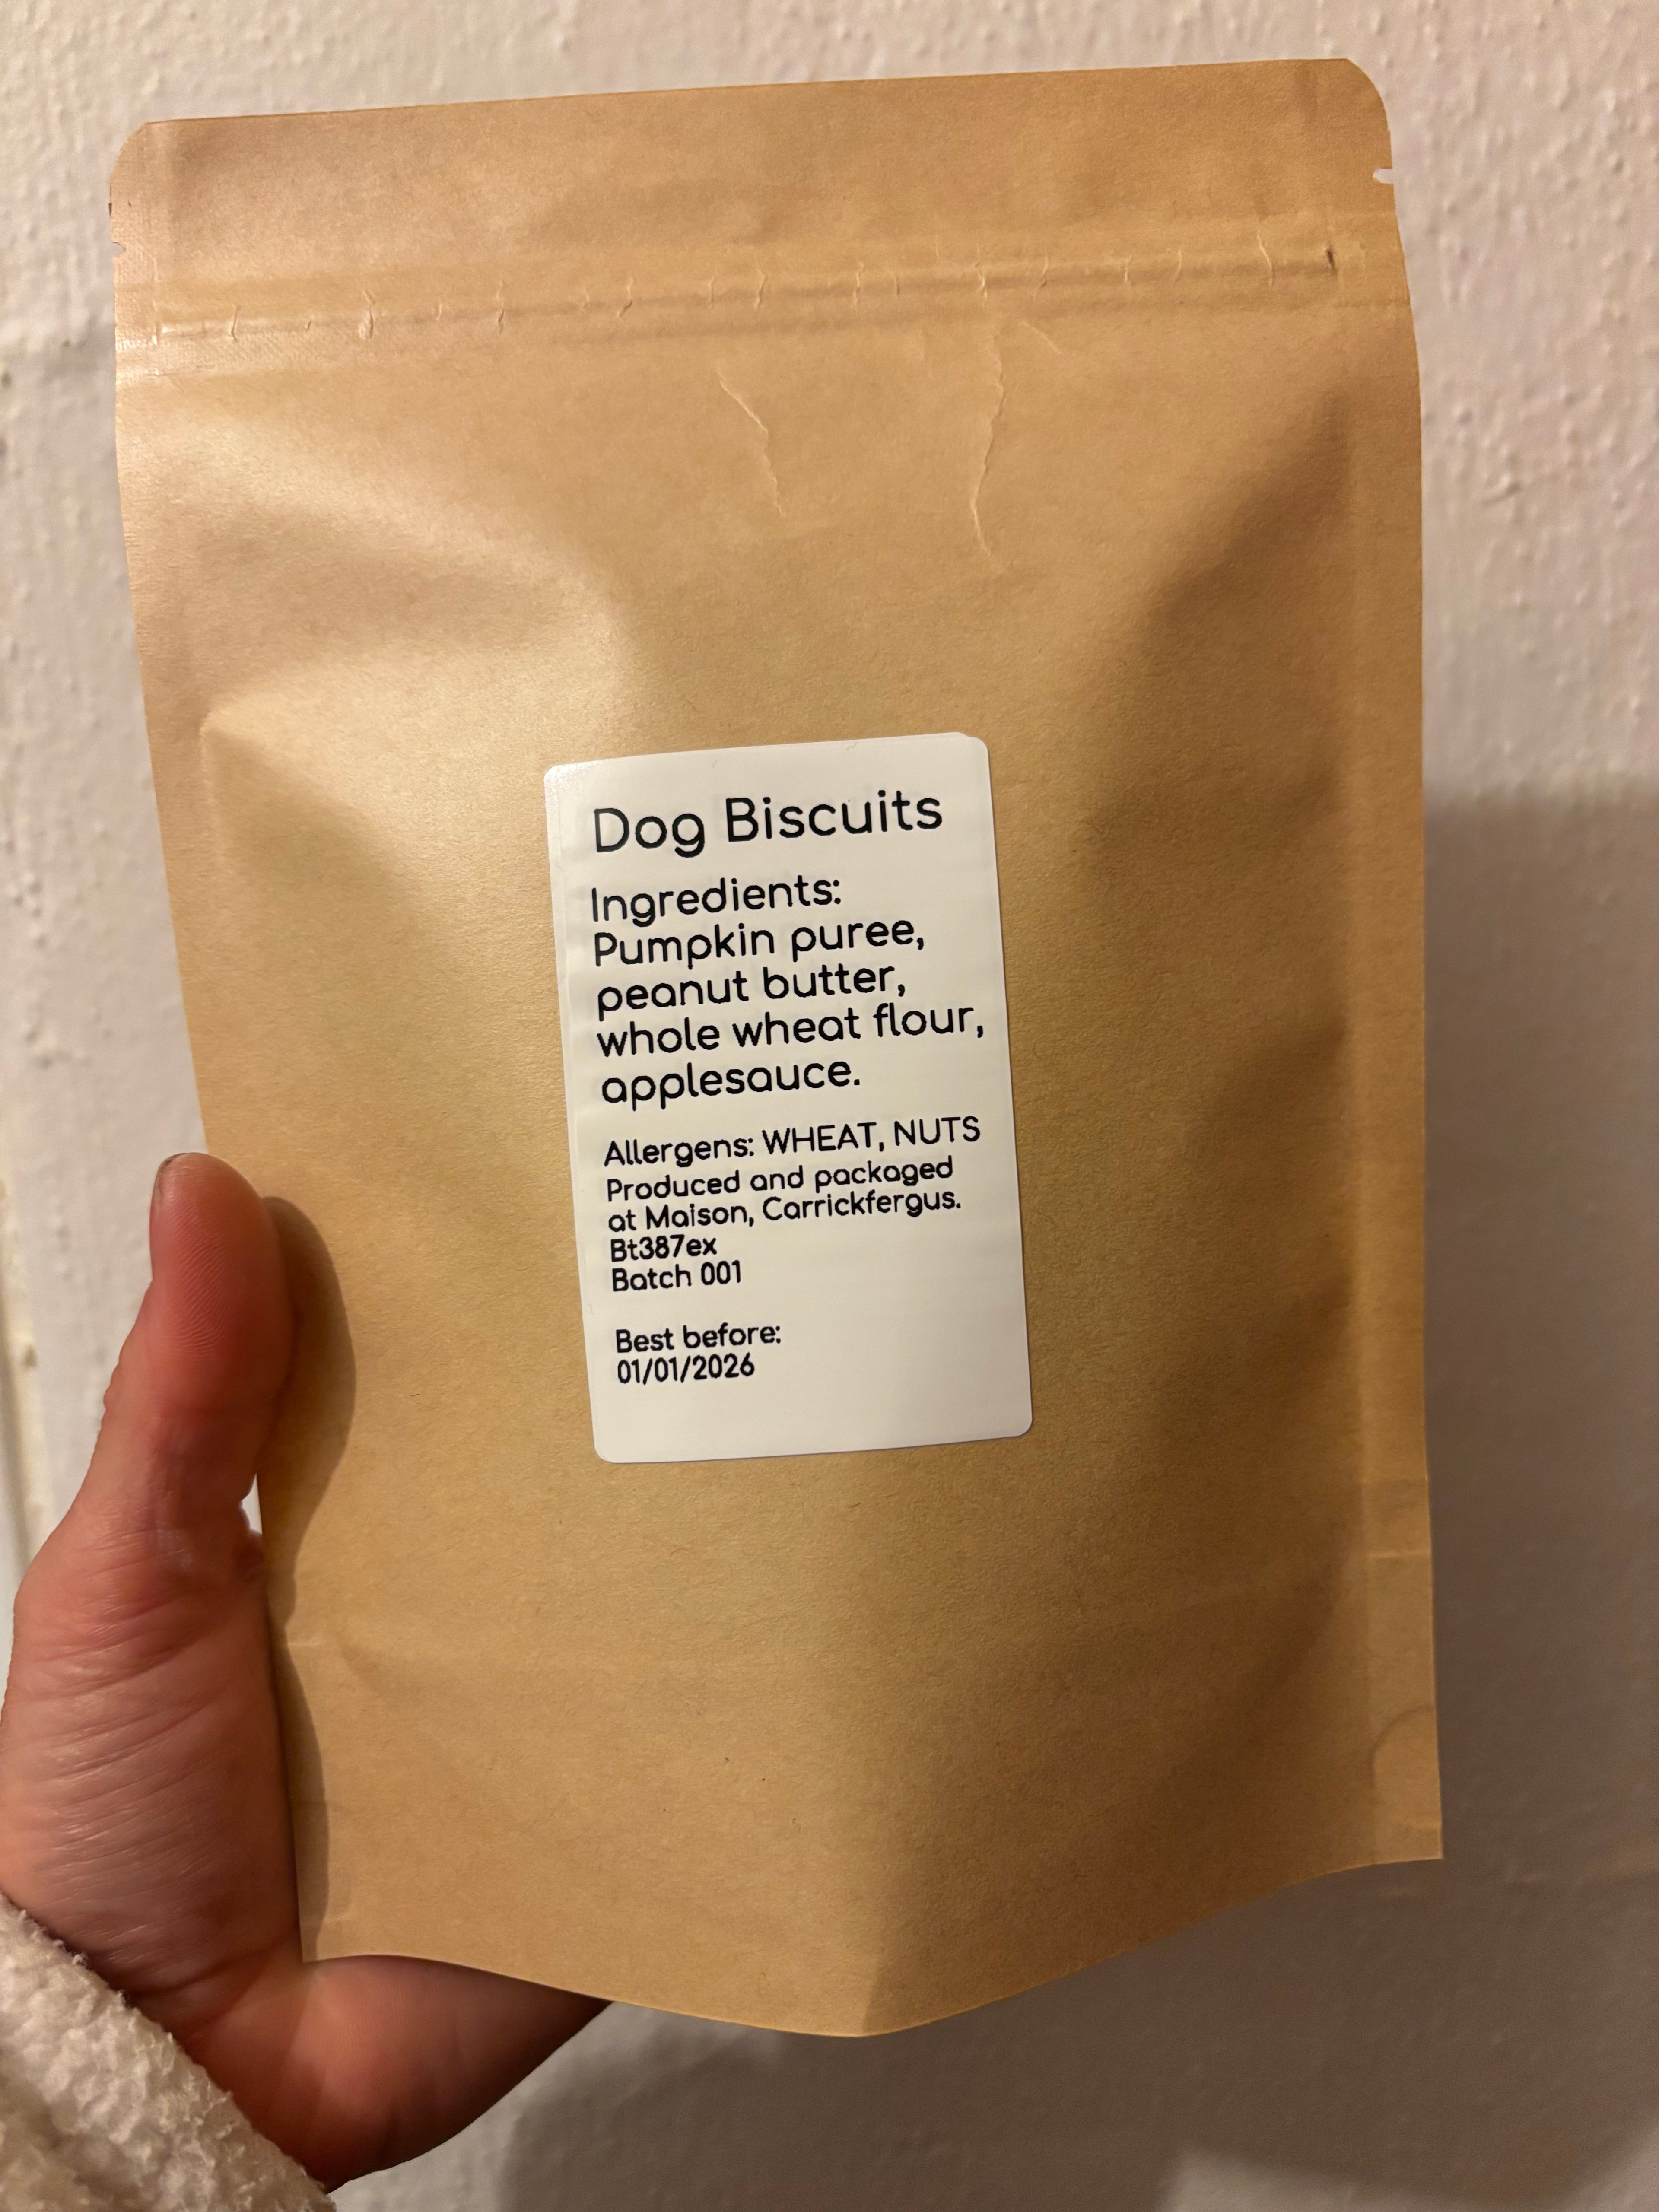 Dog Biscuits
Ingredients:
Pumpkin puree,
peanut butter,
whole wheat flour,
applesauce.
Allergens: WHEAT, NUTS
Produced and packaged
at Maison, Carrickfergus.
Bt387ex
Batch 001
Best before:
01/01/2026